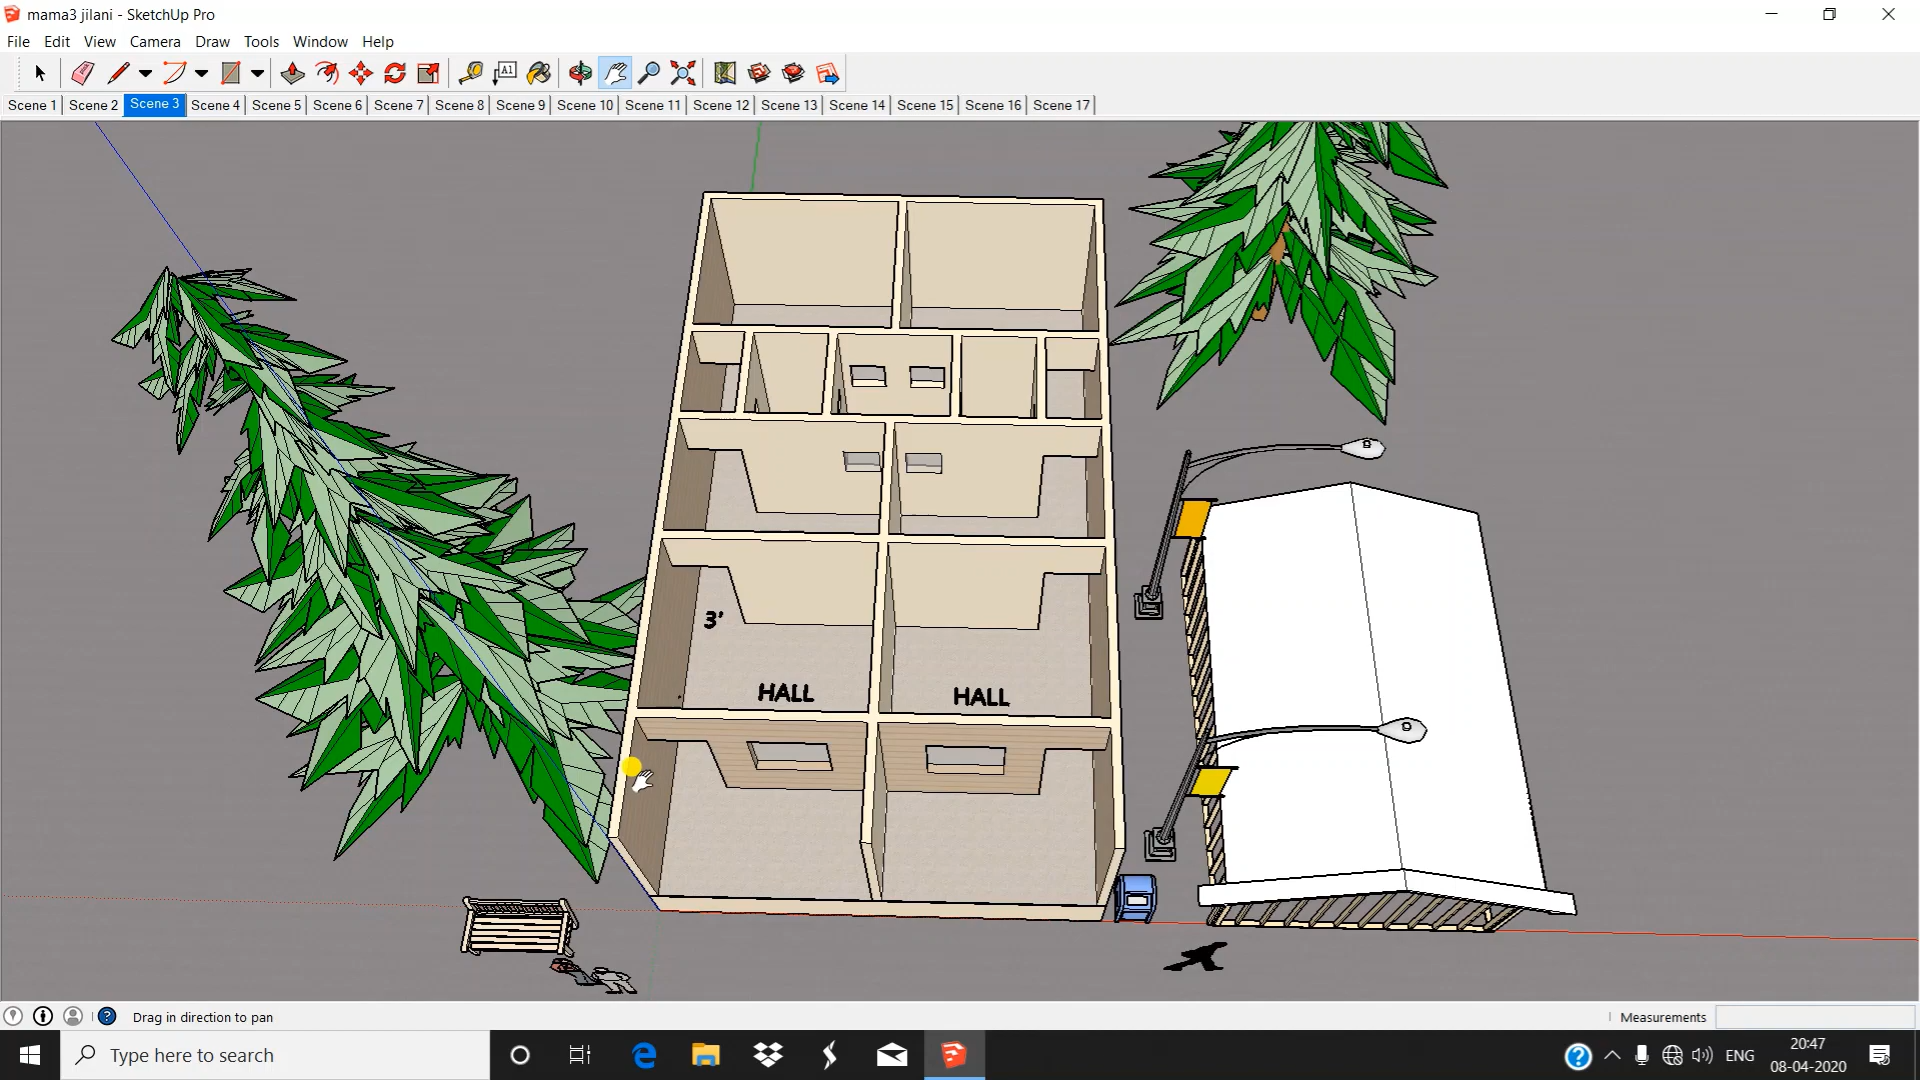 mama3 jilani - SketchUp Pro
File Edit View Camera Draw Tools Window Help
A1
Scene 1 Scene 2 Scene 3 Scene 4 Scene 5 Scene 6 Scene 7 Scene 8 Scene 9 Scene 10 Scene 11 Scene 12 Scene 13 Scene 14 Scene 15 Scene 16 Scene 17
3'
HALL HALL
Drag in direction to pan
Measurements
Type here to search
ENG
20:47
08-04-2020